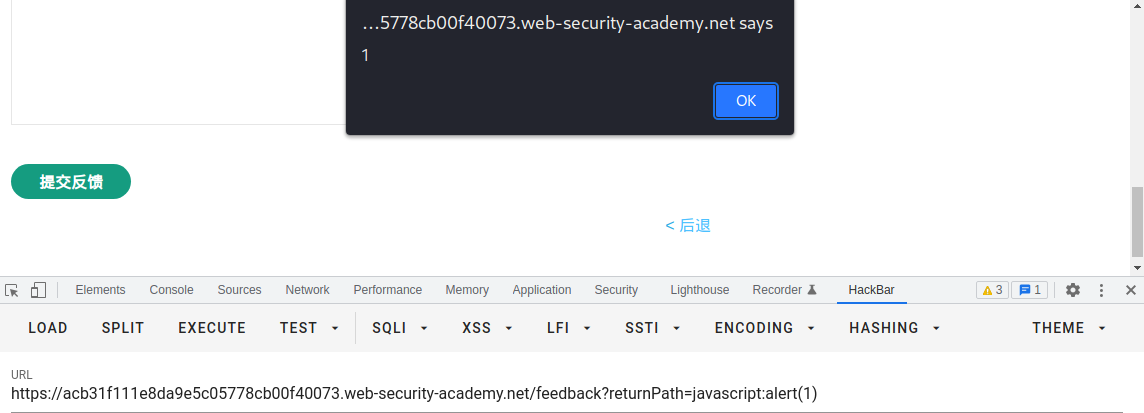 ...5778cb00f40073.web-security-academy.net says
1
OK
提交反馈
< 后退
Elements Console Sources Network Performance Memory Application Security Lighthouse Recorder HackBar 3 1
LOAD SPLIT EXECUTE TEST SQLI XSS LFI SSTI ENCODING HASHING THEME
URL
https://acb31f111e8da9e5c05778cb00f40073.web-security-academy.net/feedback?returnPath=javascript:alert(1)